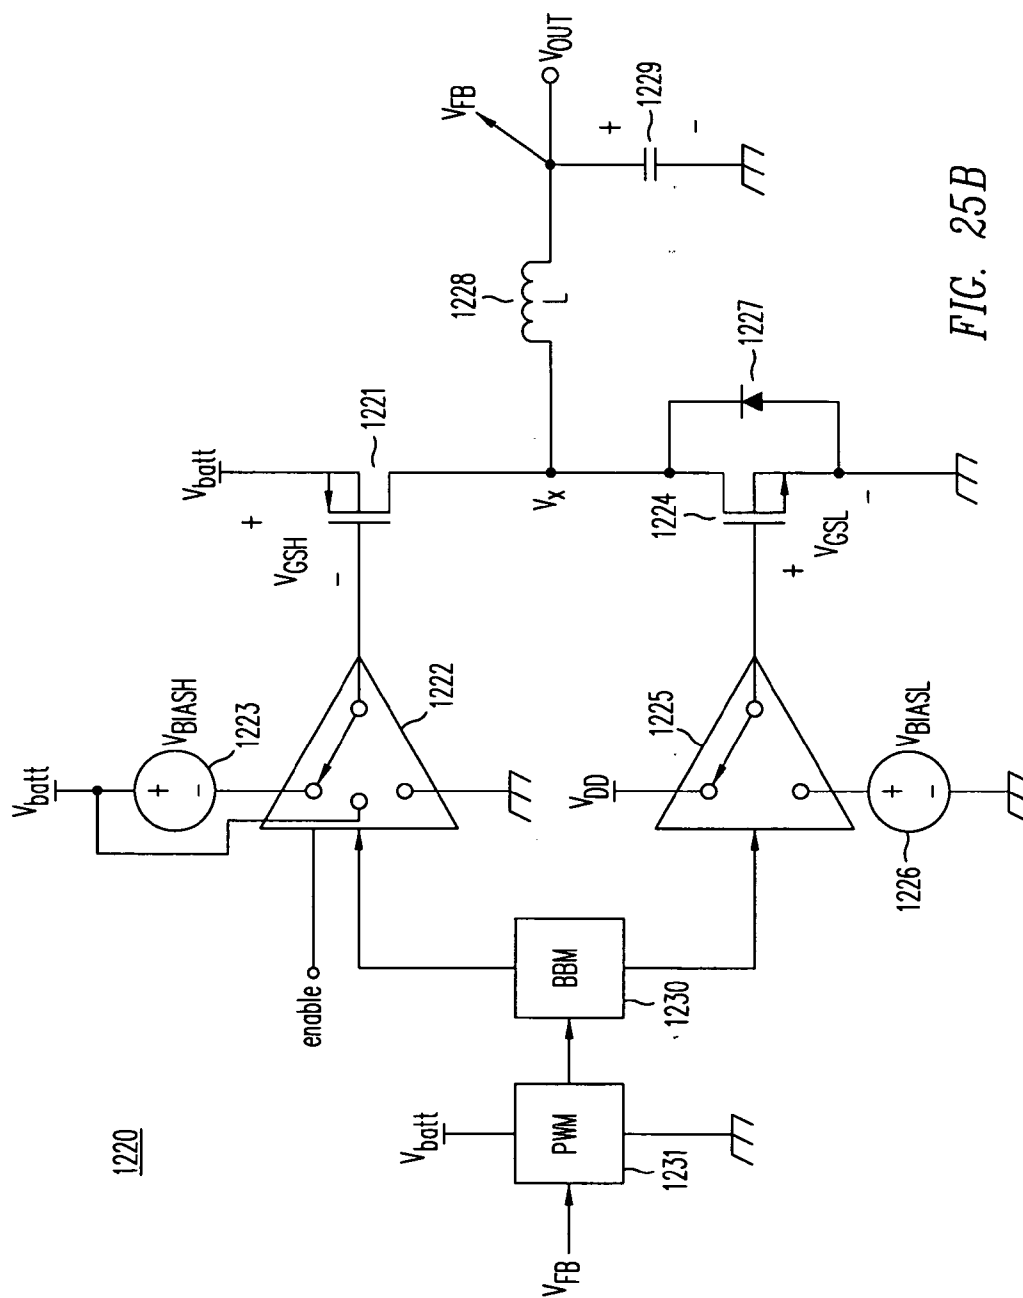 1220
V_FB
PWM
1231
V_batt
BBM
1230
enable
V_batt
+
-
V_BIASH
1223
1222
V_DD
1225
+
-
V_BIASL
1226
V_batt
+
V_GSH
-
1221
V_X
1224
+
V_GSL
-
1227
1228
L
V_FB
V_OUT
+
-
1229
FIG. 25B